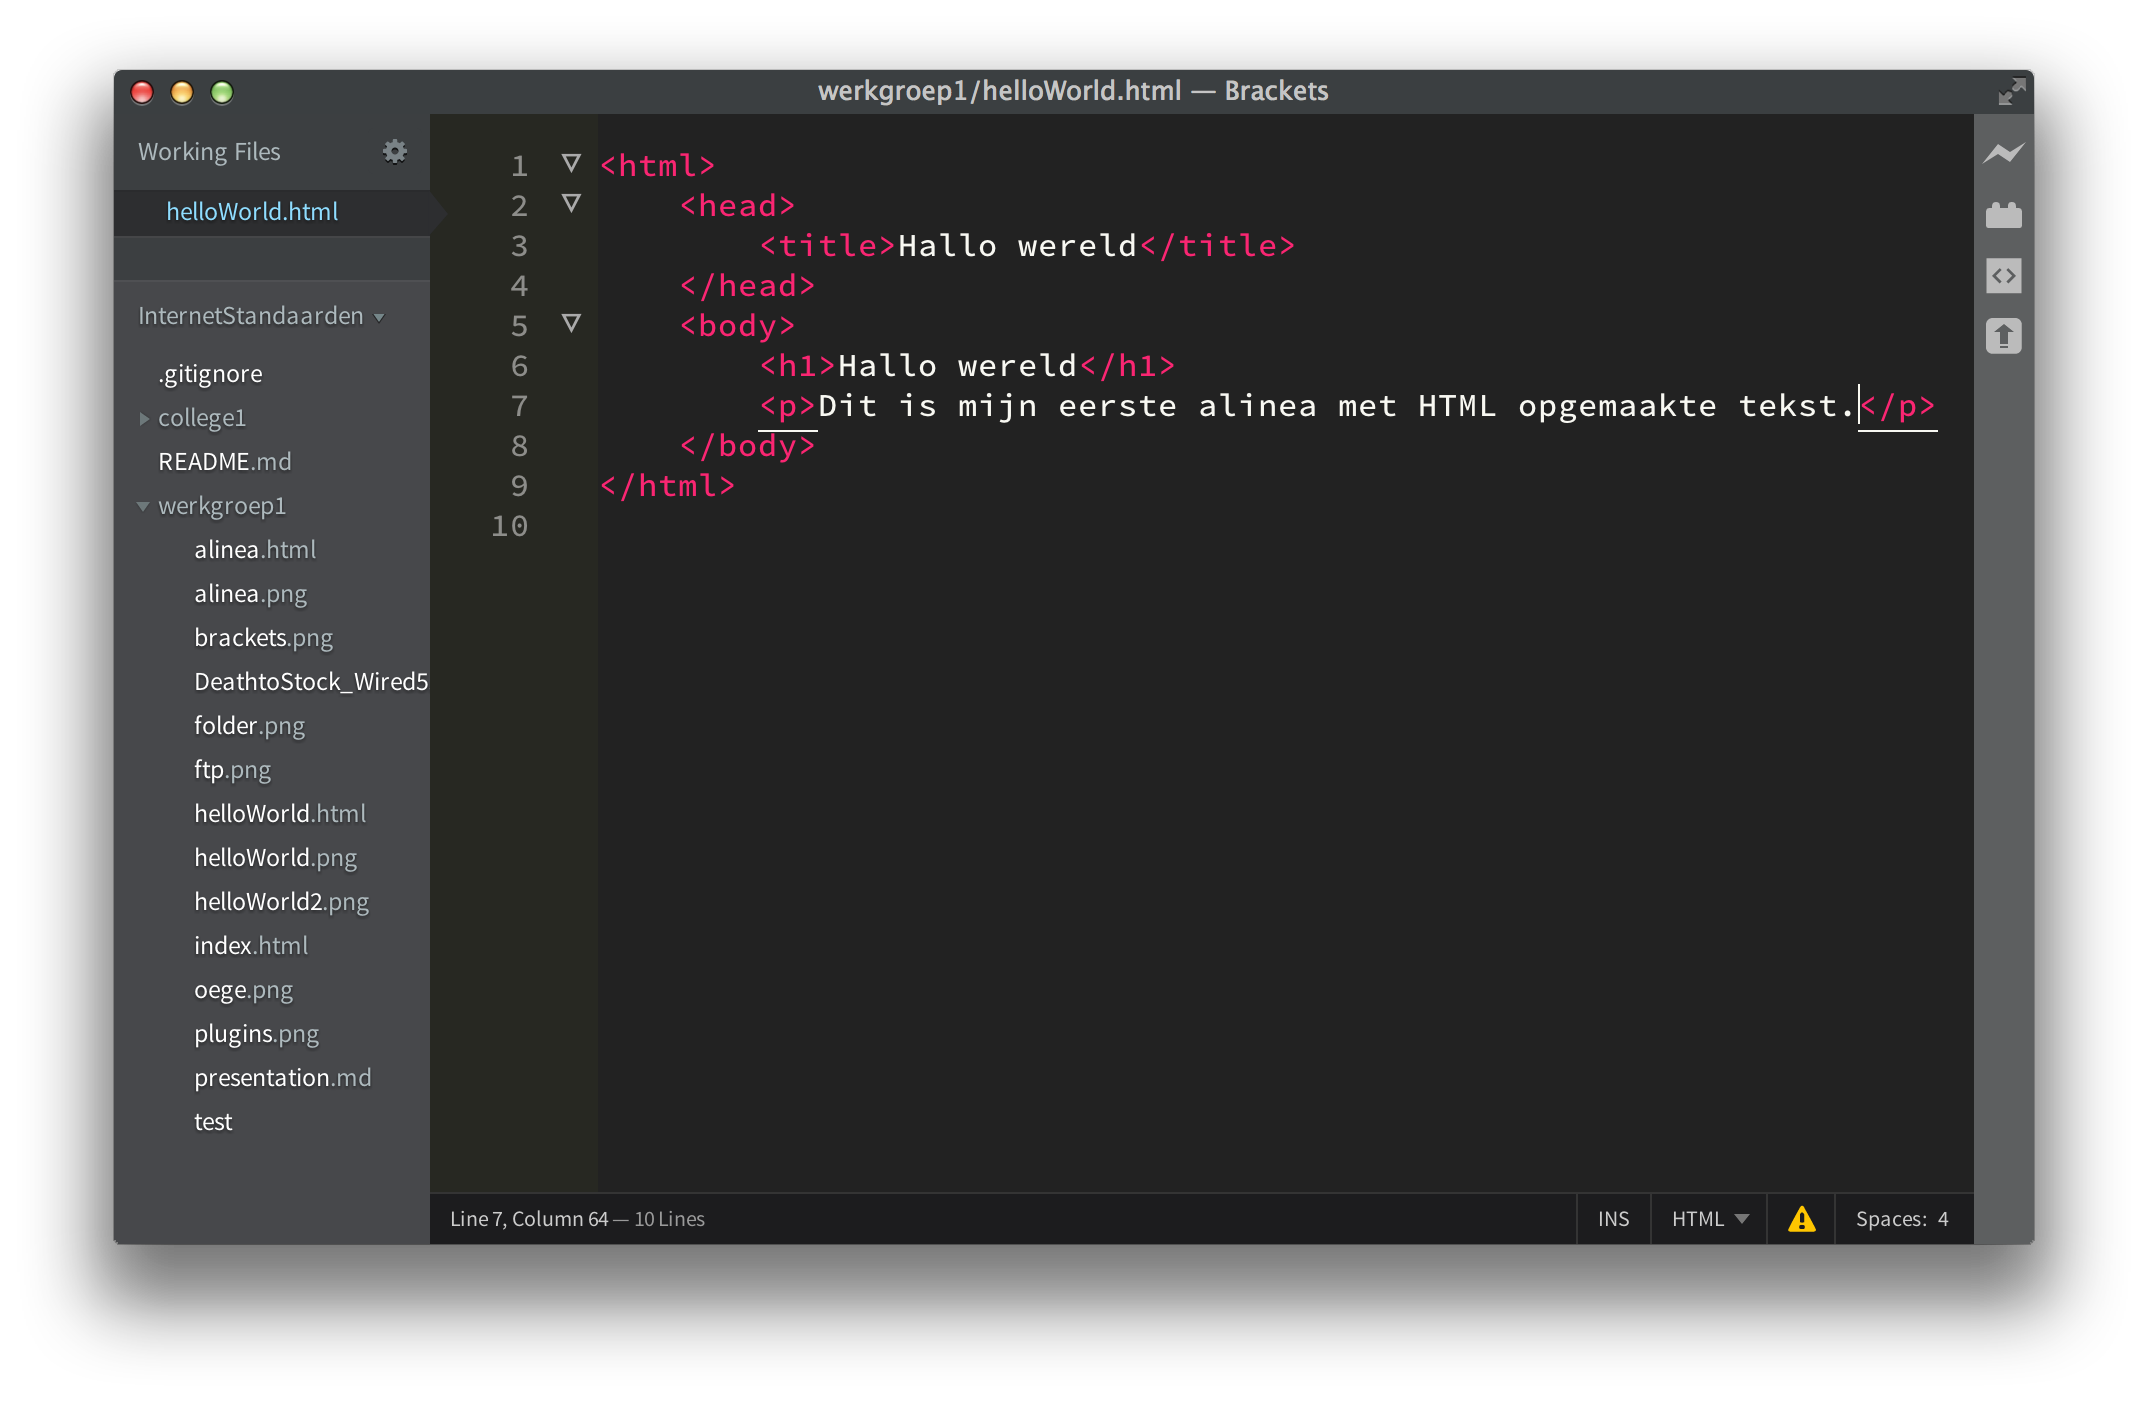 werkgroep1/helloWorld.html — Brackets
Working Files
helloWorld.html
InternetStandaarden
.gitignore
college1
README.md
werkgroep1
alinea.html
alinea.png
brackets.png
DeathtoStock_Wired5
folder.png
ftp.png
helloWorld.html
helloWorld.png
helloWorld2.png
index.html
oege.png
plugins.png
presentation.md
test
1 <html>
2 <head>
3 <title>Hallo wereld</title>
4 </head>
5 <body>
6 <h1>Hallo wereld</h1>
7 <p>Dit is mijn eerste alinea met HTML opgemaakte tekst.</p>
8 </body>
9 </html>
10
Line 7, Column 64 — 10 Lines
INS HTML Spaces: 4